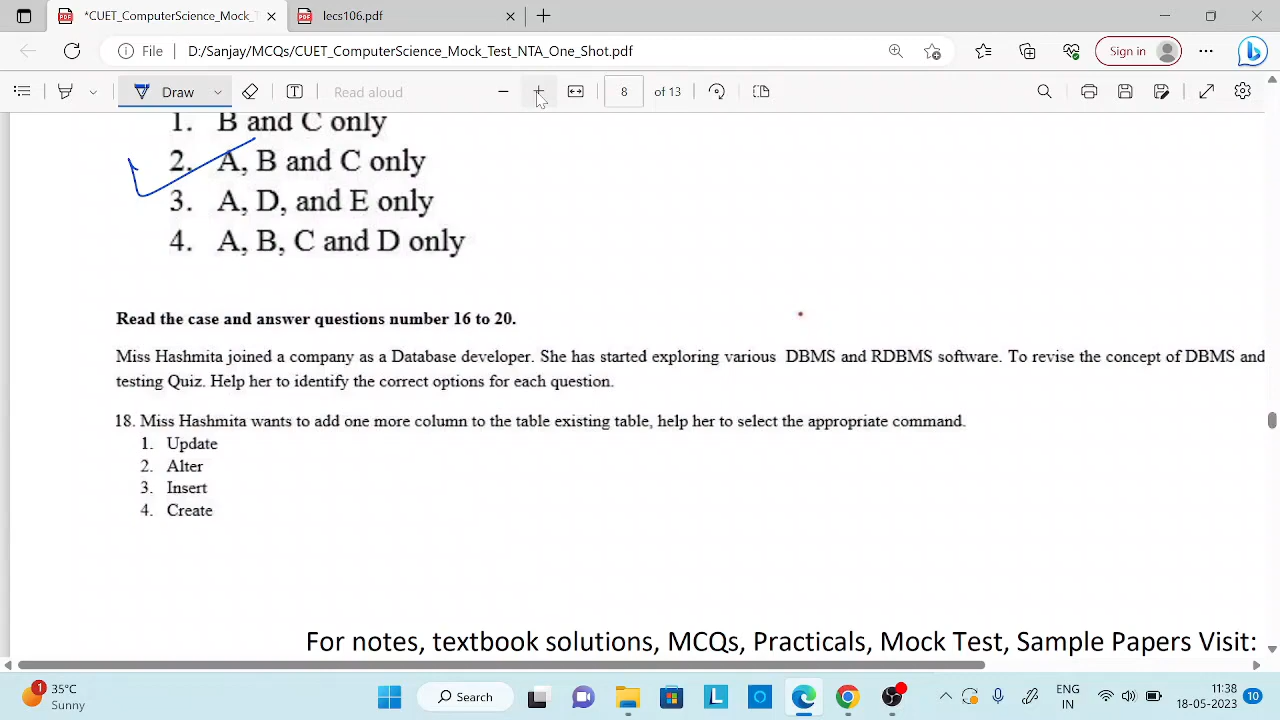 *CUET_ComputerScience_Mock_T
lecs106.pdf
File
D:/Sanjay/MCQs/CUET_ComputerScience_Mock_Test_NTA_One_Shot.pdf
Sign in
Draw
Read aloud
8
of 13
1. B and C only
2. A, B and C only
3. A, D, and E only
4. A, B, C and D only
Read the case and answer questions number 16 to 20.
Miss Hashmita joined a company as a Database developer. She has started exploring various DBMS and RDBMS software. To revise the concept of DBMS and
testing Quiz. Help her to identify the correct options for each question.
18. Miss Hashmita wants to add one more column to the table existing table, help her to select the appropriate command.
1. Update
2. Alter
3. Insert
4. Create
For notes, textbook solutions, MCQs, Practicals, Mock Test, Sample Papers Visit:
1
35°C
Sunny
Search
L
ENG
IN
11:38
18-05-2023
10